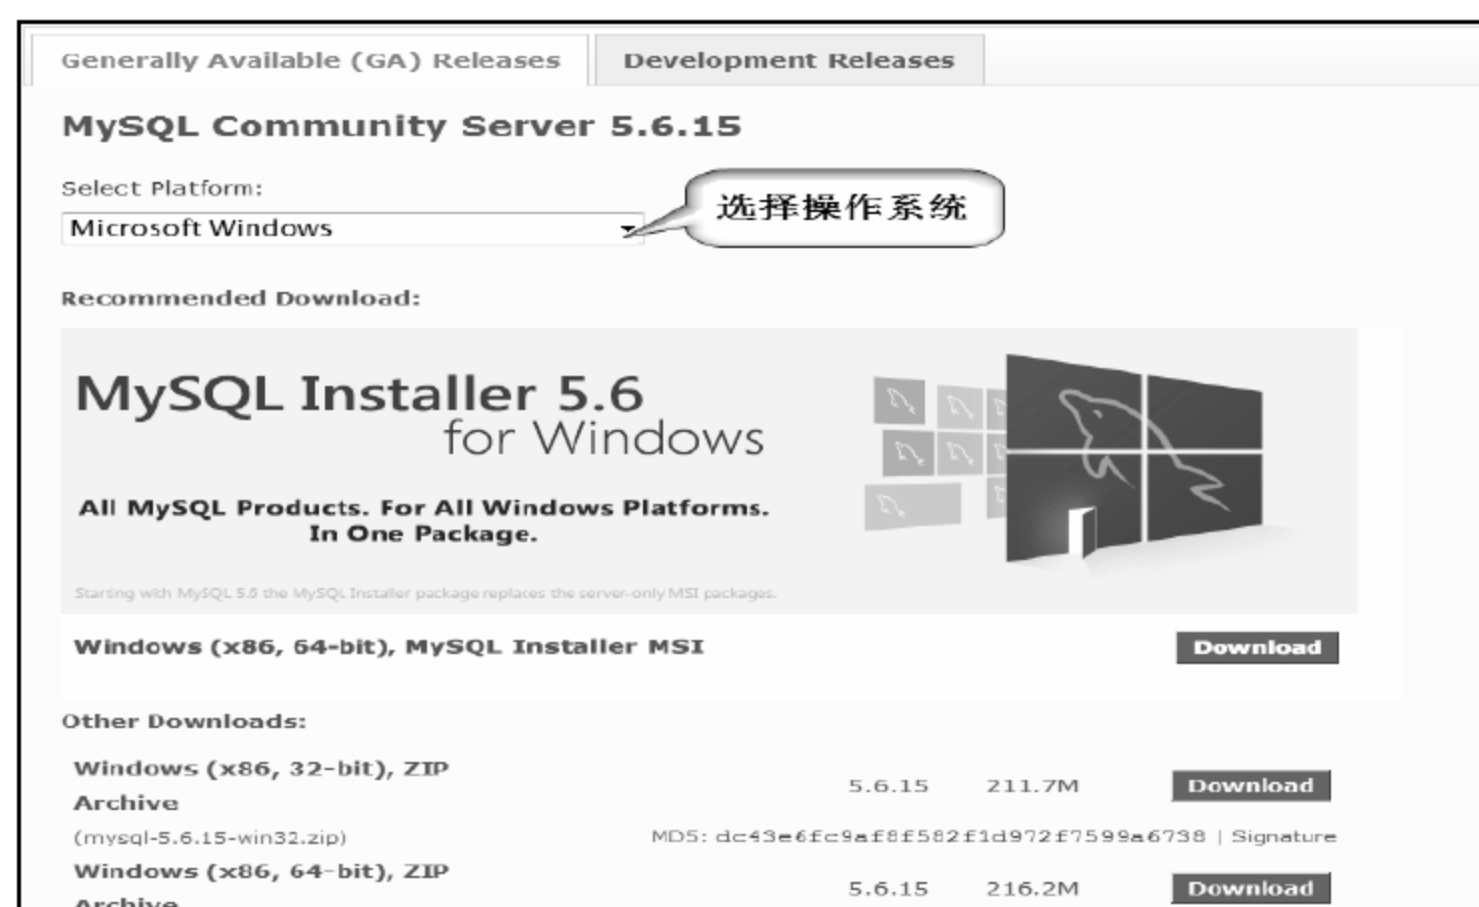 Generally Available (GA) Releases
Development Releases
MySQL Community Server 5.6.15
Select Platform:
Microsoft Windows
选择操作系统
Recommended Download:
MySQL Installer 5.6
for Windows
All MySQL Products. For All Windows Platforms.
In One Package.
Starting with MySQL 5.6 the MySQL Installer package replaces the server-only MSI packages.
Windows (x86, 64-bit), MySQL Installer MSI
Download
Other Downloads:
Windows (x86, 32-bit), ZIP
Archive
5.6.15 211.7M Download
(mysql-5.6.15-win32.zip)
MD5: dc43e6fc9af8f582f1d972f7599a6738 | Signature
Windows (x86, 64-bit), ZIP
Archive
5.6.15 216.2M Download